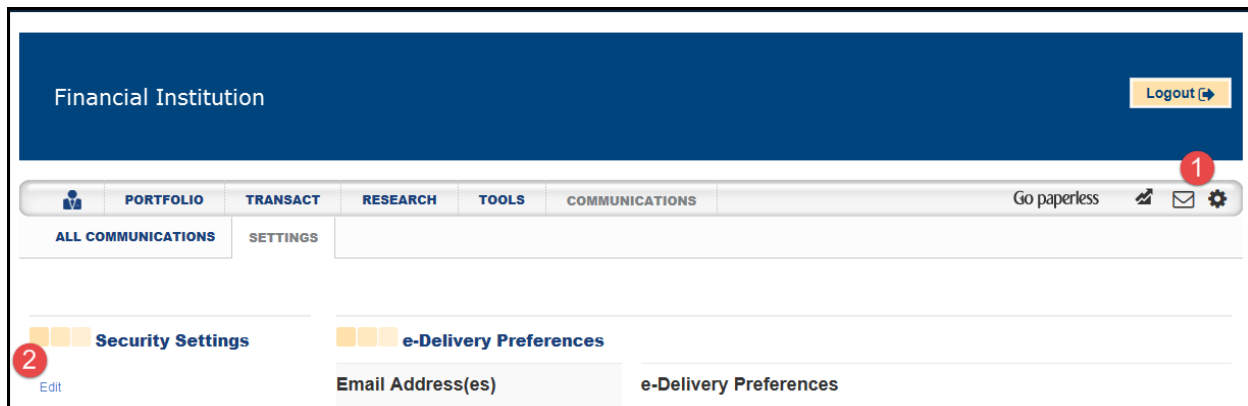 Financial Institution
Logout
1
PORTFOLIO TRANSACT RESEARCH TOOLS COMMUNICATIONS Go paperless
ALL COMMUNICATIONS SETTINGS
Security Settings e-Delivery Preferences
2
Edit Email Address(es) e-Delivery Preferences